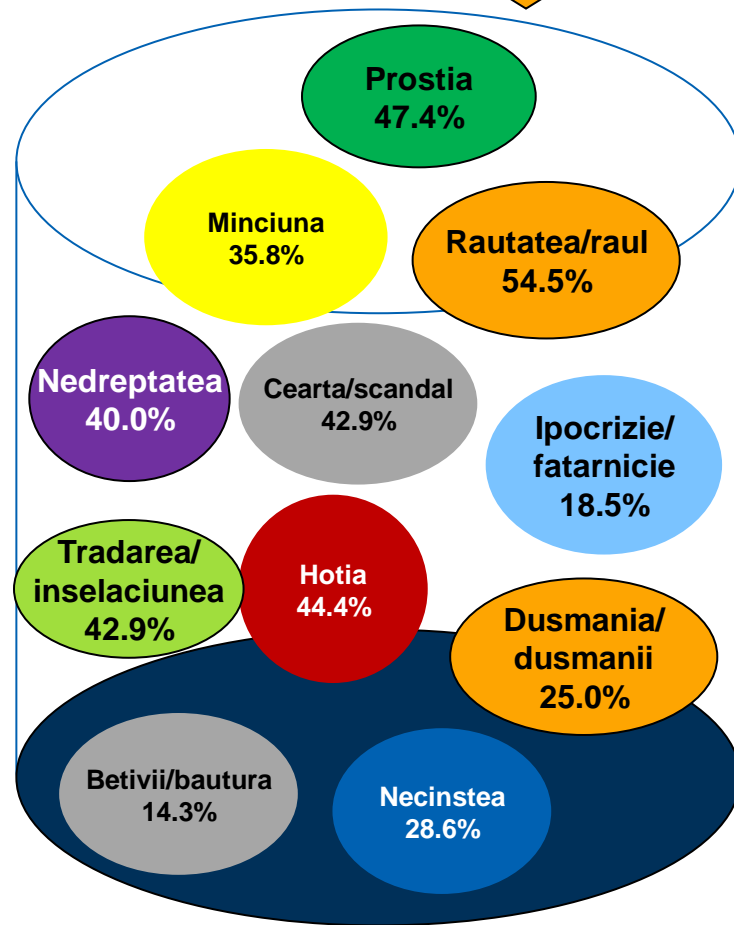 Prostia
47.4%
Minciuna
35.8%
Rautatea/raul
54.5%
Nedreptatea
40.0%
Cearta/scandal
42.9%
Ipocrizie/
fatarnicie
18.5%
Tradarea/
inselaciunea
42.9%
Hotia
44.4%
Dusmania/
dusmanii
25.0%
Betivii/bautura
14.3%
Necinstea
28.6%